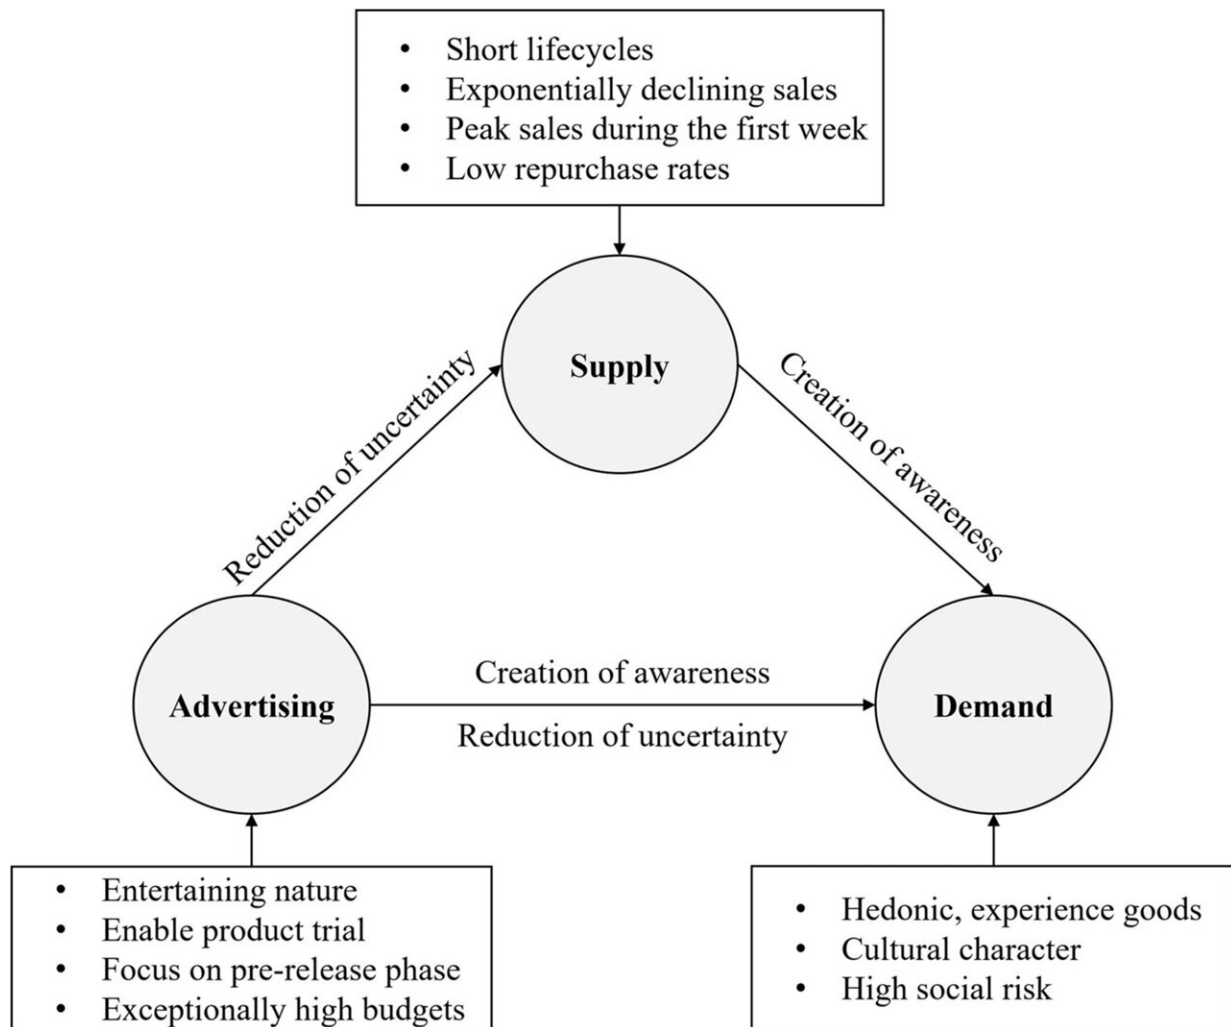 • Short lifecycles
• Exponentially declining sales
• Peak sales during the first week
• Low repurchase rates
Supply
Reduction of uncertainty
Creation of awareness
Advertising
Creation of awareness
Reduction of uncertainty
Demand
• Entertaining nature
• Enable product trial
• Focus on pre-release phase
• Exceptionally high budgets
• Hedonic, experience goods
• Cultural character
• High social risk